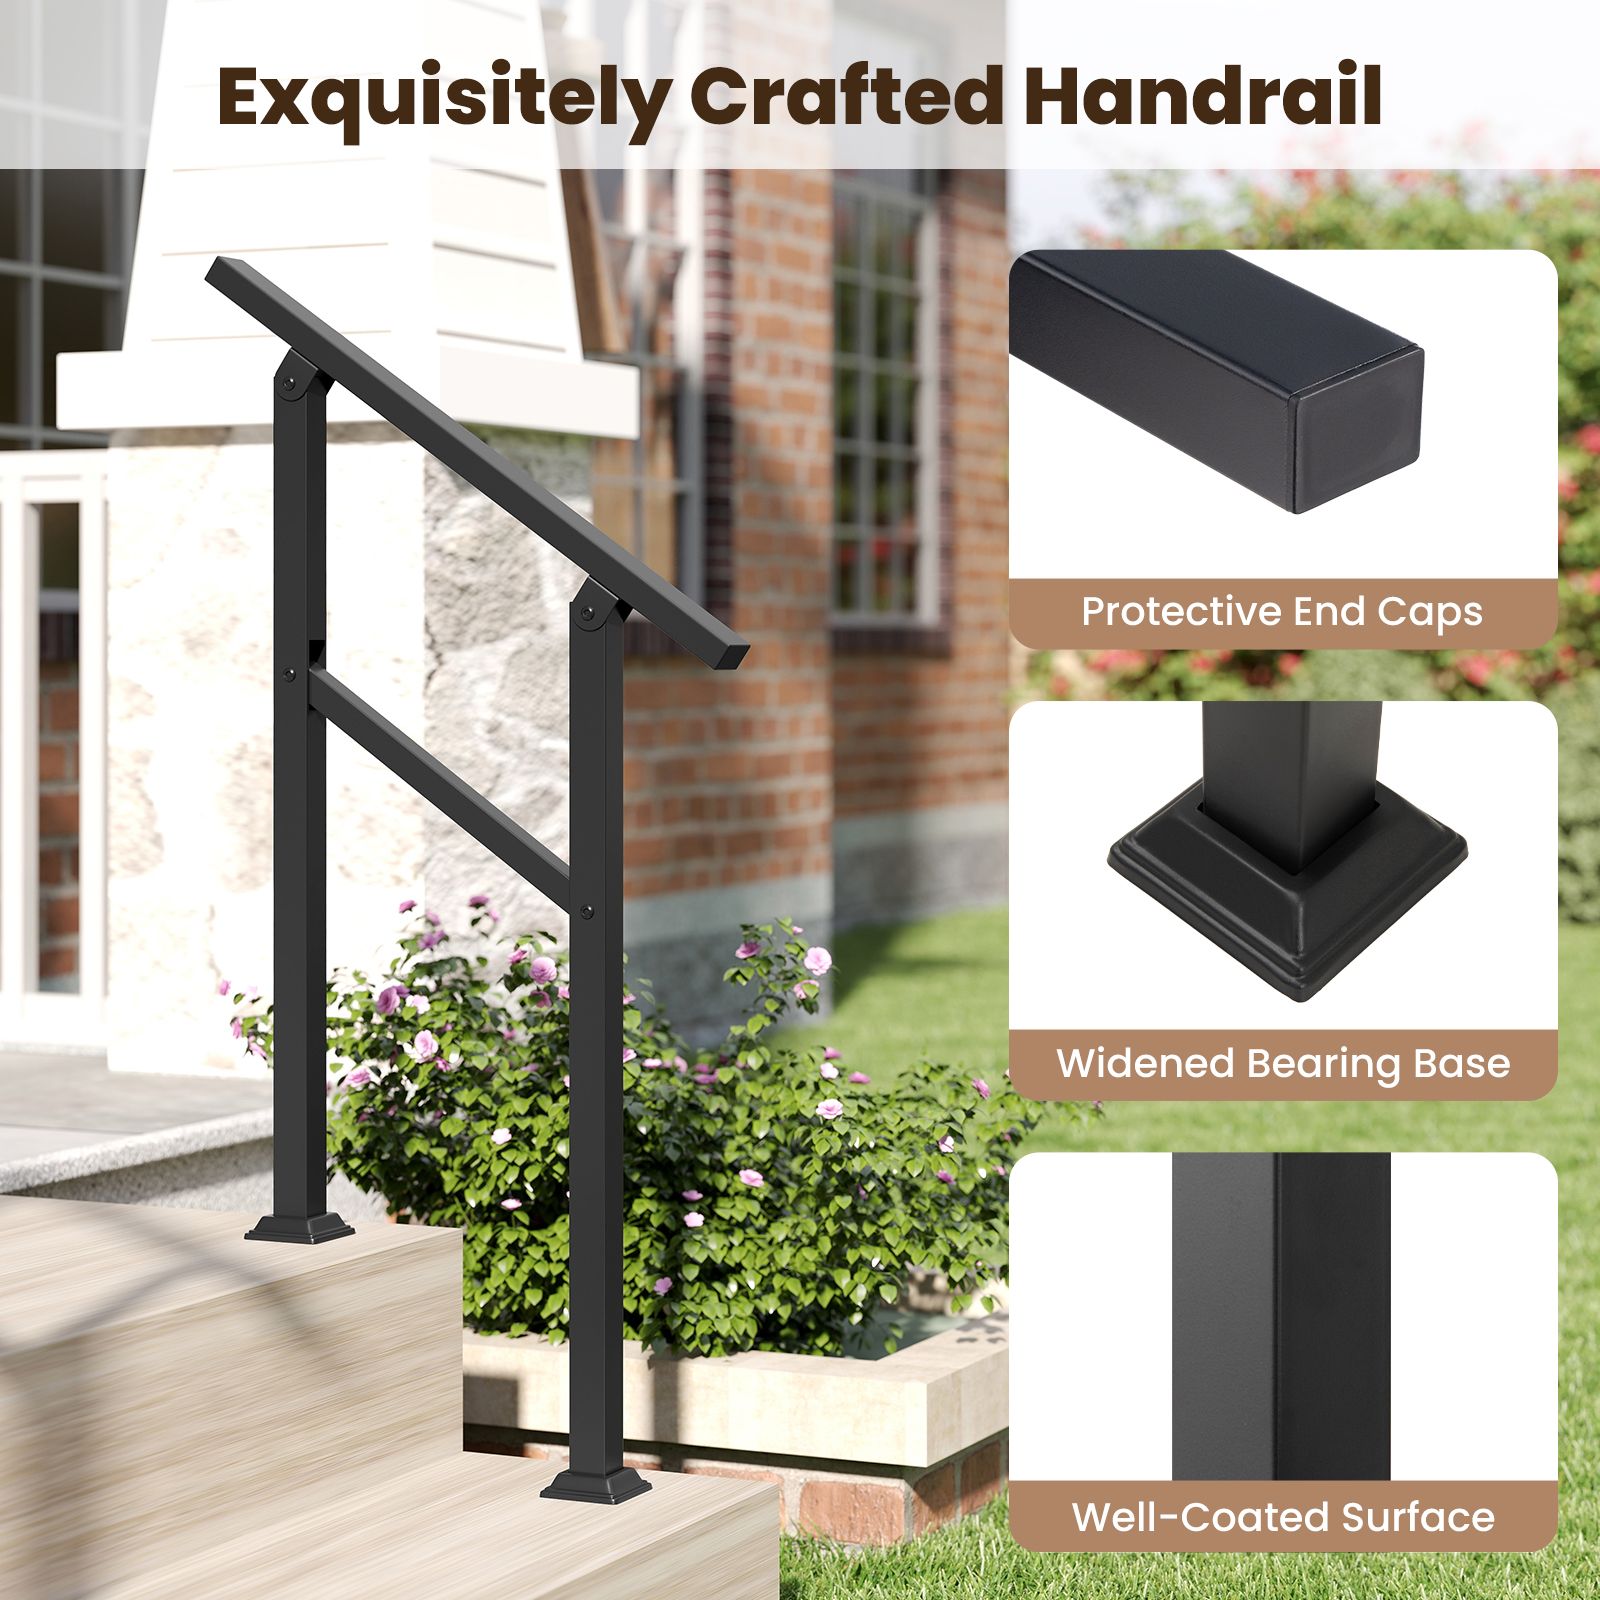 Exquisitely Crafted Handrail
Protective End Caps
Widened Bearing Base
Well-Coated Surface